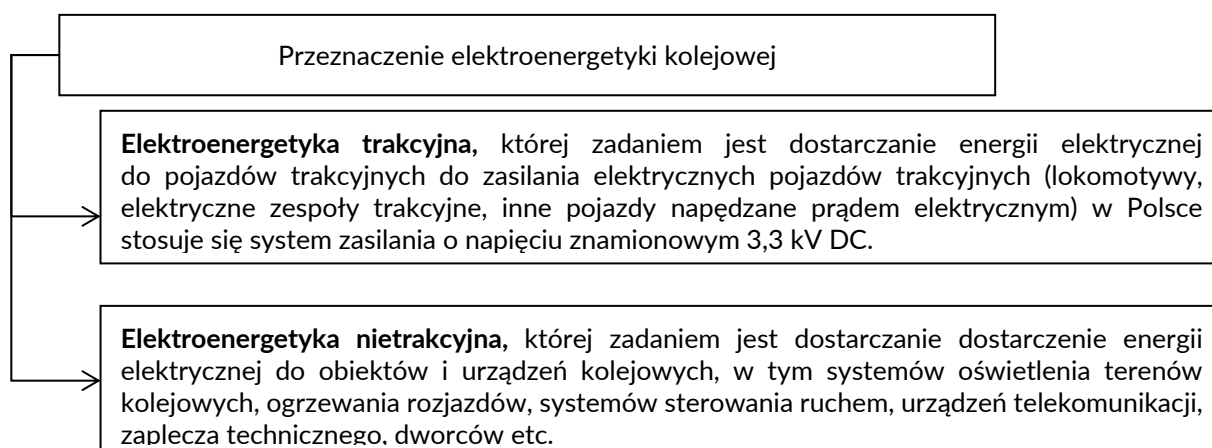 Przeznaczenie elektroenergetyki kolejowej
Elektroenergetyka trakcyjna, której zadaniem jest dostarczanie energii elektrycznej
do pojazdów trakcyjnych do zasilania elektrycznych pojazdów trakcyjnych (lokomotywy,
elektryczne zespoły trakcyjne, inne pojazdy napędzane prądem elektrycznym) w Polsce
stosuje się system zasilania o napięciu znamionowym 3,3 kV DC.
Elektroenergetyka nietrakcyjna, której zadaniem jest dostarczanie dostarczenie energii
elektrycznej do obiektów i urządzeń kolejowych, w tym systemów oświetlenia terenów
kolejowych, ogrzewania rozjazdów, systemów sterowania ruchem, urządzeń telekomunikacji,
zaplecza technicznego, dworców etc.